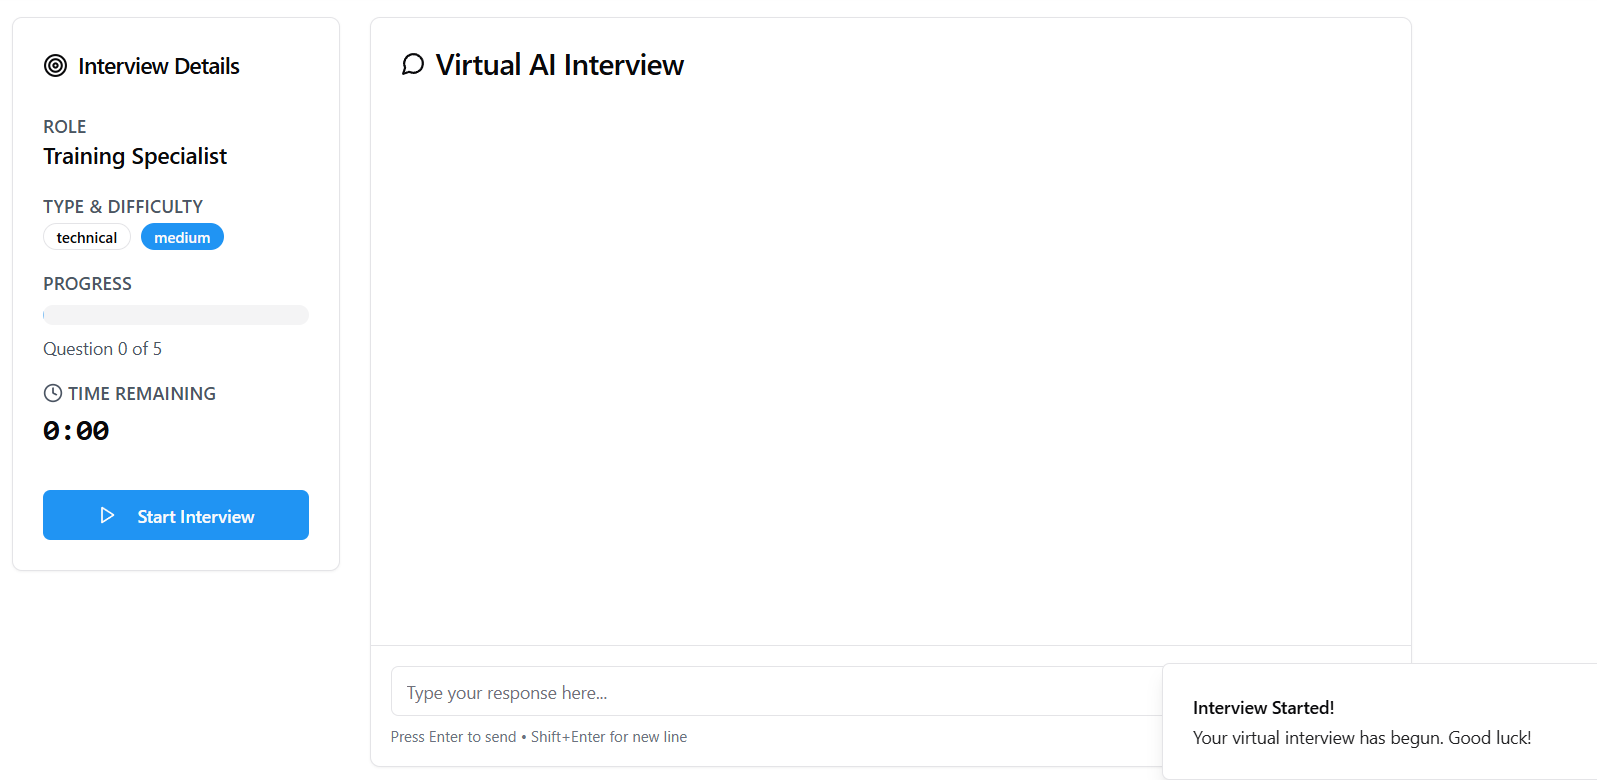 Interview Details
ROLE
Training Specialist
TYPE & DIFFICULTY
technical medium
PROGRESS
Question 0 of 5
TIME REMAINING
0:00
Start Interview
Virtual AI Interview
Type your response here...
Press Enter to send • Shift+Enter for new line
Interview Started!
Your virtual interview has begun. Good luck!